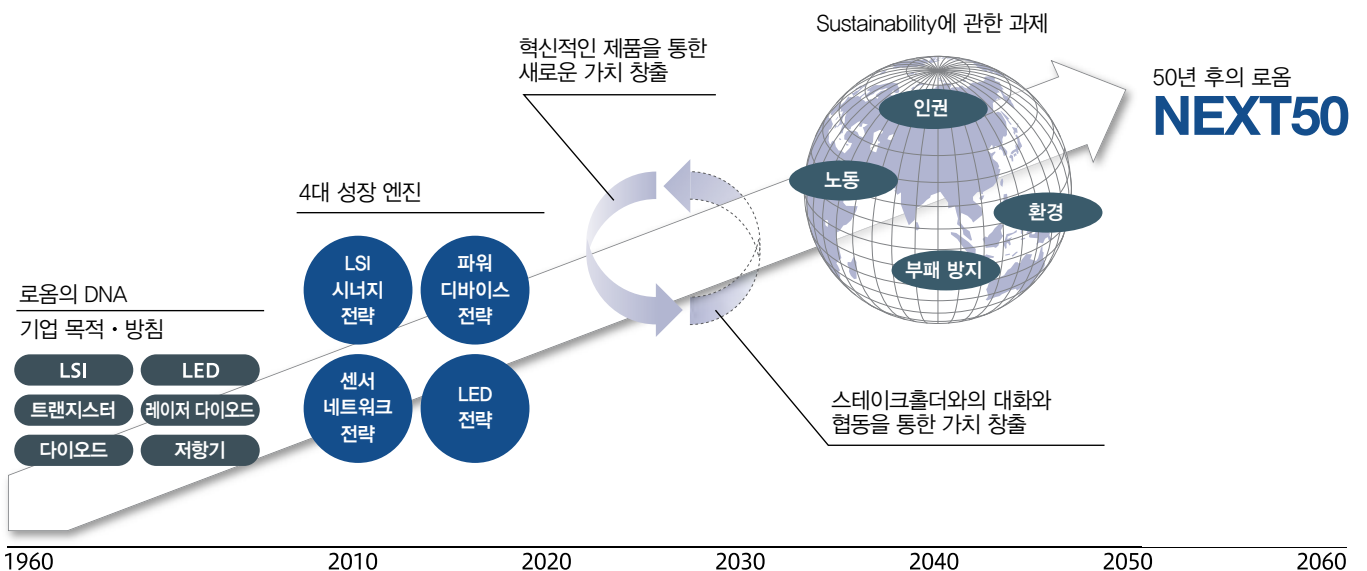 로옴의 DNA
기업 목적・방침
LSI
LED
트랜지스터
레이저 다이오드
다이오드
저항기
4대 성장 엔진
LSI
시너지
전략
파워
디바이스
전략
센서
네트워크
전략
LED
전략
혁신적인 제품을 통한
새로운 가치 창출
스테이크홀더와의 대화와
협동을 통한 가치 창출
Sustainability에 관한 과제
인권
노동
환경
부패 방지
50년 후의 로옴
NEXT50
1960
2010
2020
2030
2040
2050
2060